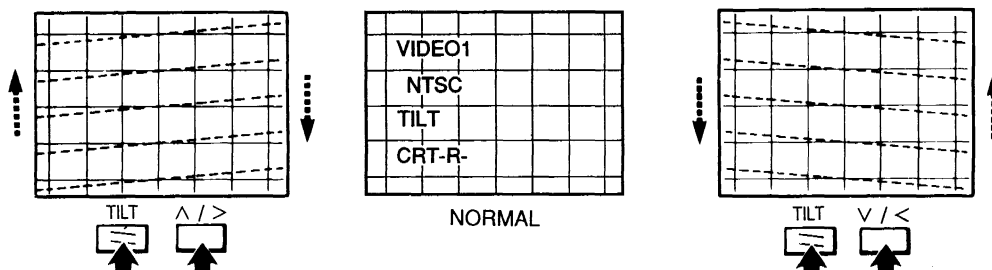 VIDEO1
NTSC
TILT
CRT-R-
NORMAL
TILT ∧ / >
TILT ∨ / <